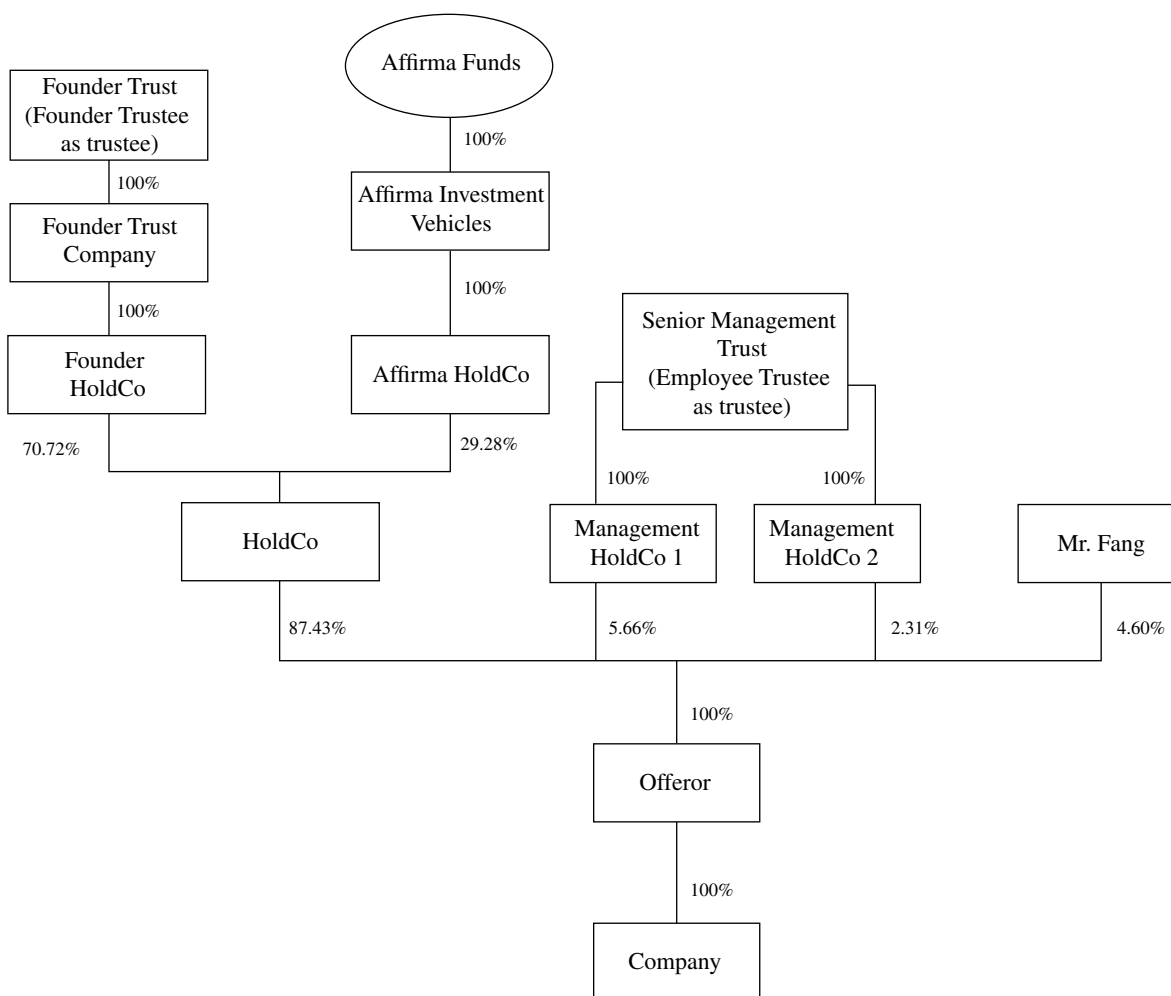 Affirma Funds
Founder Trust
(Founder Trustee
as trustee)
100%
100%
Affirma Investment
Vehicles
Founder Trust
Company
100%
100%
Senior Management
Trust
(Employee Trustee
as trustee)
Founder
HoldCo
Affirma HoldCo
70.72%
29.28%
100%
100%
HoldCo
Management
HoldCo 1
Management
HoldCo 2
Mr. Fang
87.43%
5.66%
2.31%
4.60%
100%
Offeror
100%
Company